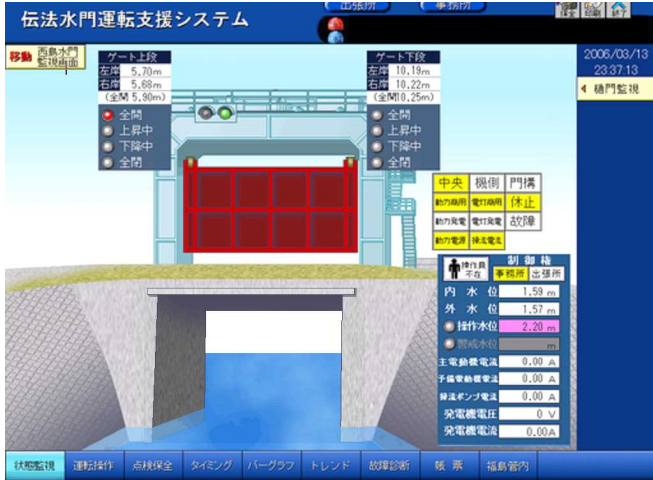 伝法水門運転支援システム
出張所
事務所
保全 印刷 終了
移動 西島水門
監視画面
2006/03/13
23:37.13
樋門監視
ゲート上段
左岸 5.70m
右岸 5.68m
(全開 5.90m)
全開
上昇中
下降中
全閉
ゲート下段
左岸 10.19m
右岸 10.22m
(全開10.25m)
全開
上昇中
下降中
全閉
中央 機側 門構
動力商用 電灯商用 休止
動力発電 電灯発電 故障
動力電源 操流電流
操作員
不在
制御権
事務所 出張所
内水位 1.59 m
外水位 1.57 m
操作水位 2.20 m
警戒水位 m
主電動機電流 0.00 A
予備電動機電流 0.00 A
操流ポンプ電流 0.00 A
発電機電圧 0 V
発電機電流 0.00A
状態監視 運転操作 点検保全 タイミング バーグラフ トレンド 故障診断 帳票 福島管内